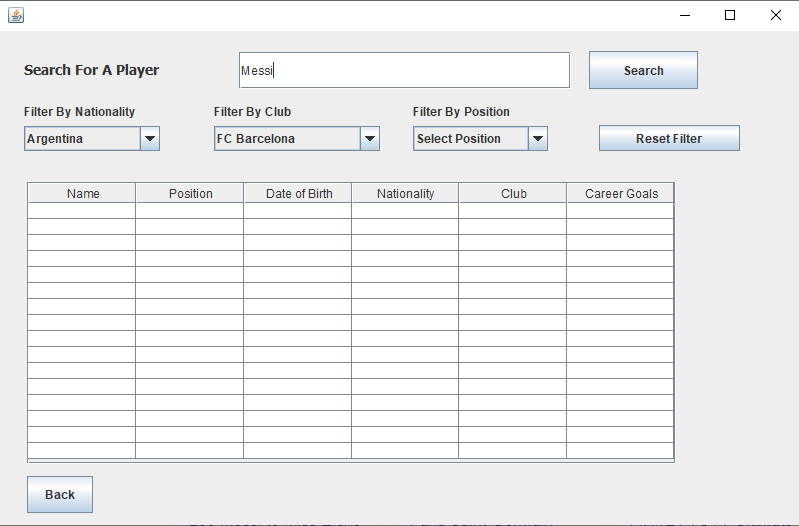 Search For A Player Messi Search
Filter By Nationality Filter By Club Filter By Position
Argentina FC Barcelona Select Position Reset Filter
Name Position Date of Birth Nationality Club Career Goals
Back